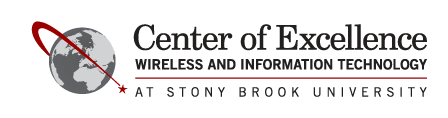 Center of Excellence
WIRELESS AND INFORMATION TECHNOLOGY
AT STONY BROOK UNIVERSITY